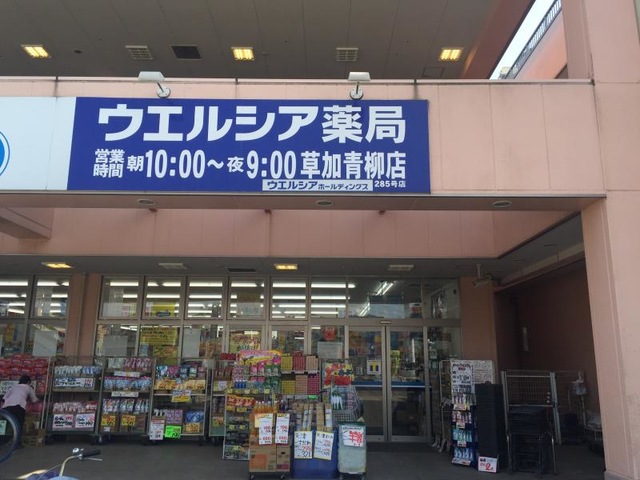 ウエルシア薬局
営業時間 朝10:00～夜9:00 草加青柳店
ウエルシアホールディングス 285号店